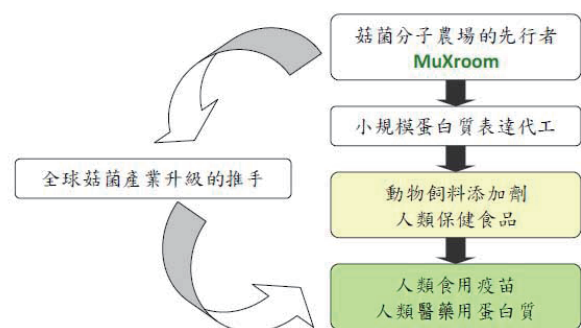 菇菌分子農場的先行者
MuXroom
小規模蛋白質表達代工
全球菇菌產業升級的推手
動物飼料添加劑
人類保健食品
人類食用疫苗
人類醫藥用蛋白質